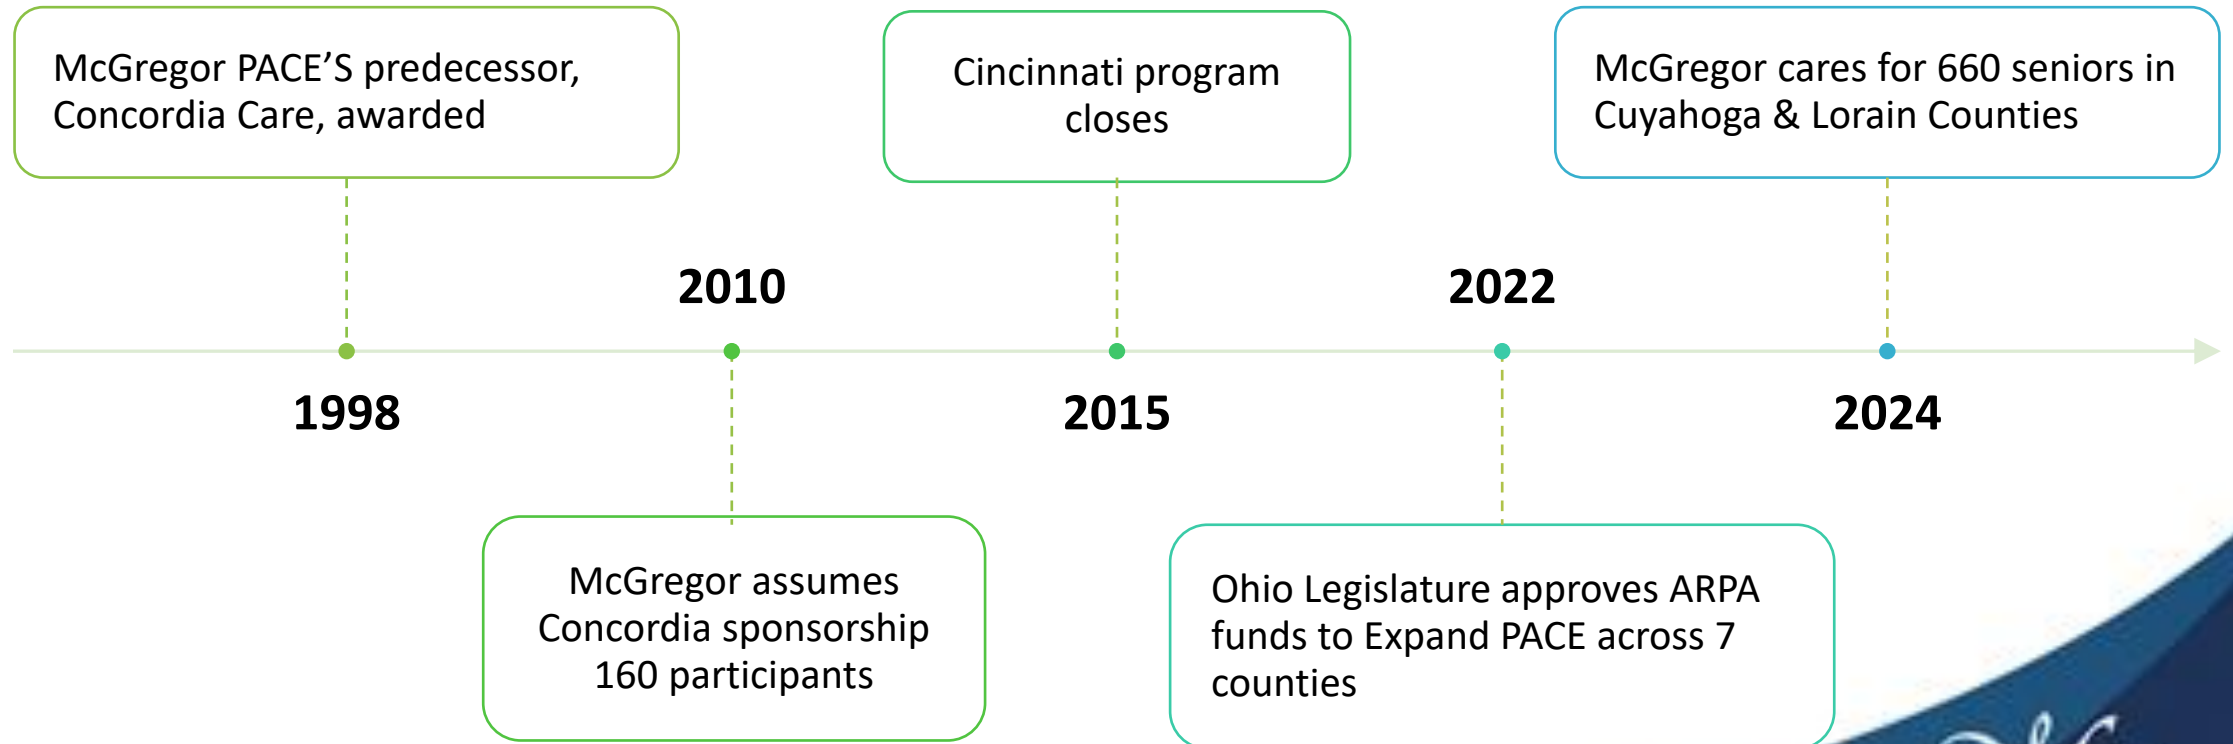 McGregor PACE'S predecessor,
Concordia Care, awarded
Cincinnati program
closes
McGregor cares for 660 seniors in
Cuyahoga & Lorain Counties
2010
2022
1998
2015
2024
McGregor assumes
Concordia sponsorship
160 participants
Ohio Legislature approves ARPA
funds to Expand PACE across 7
counties